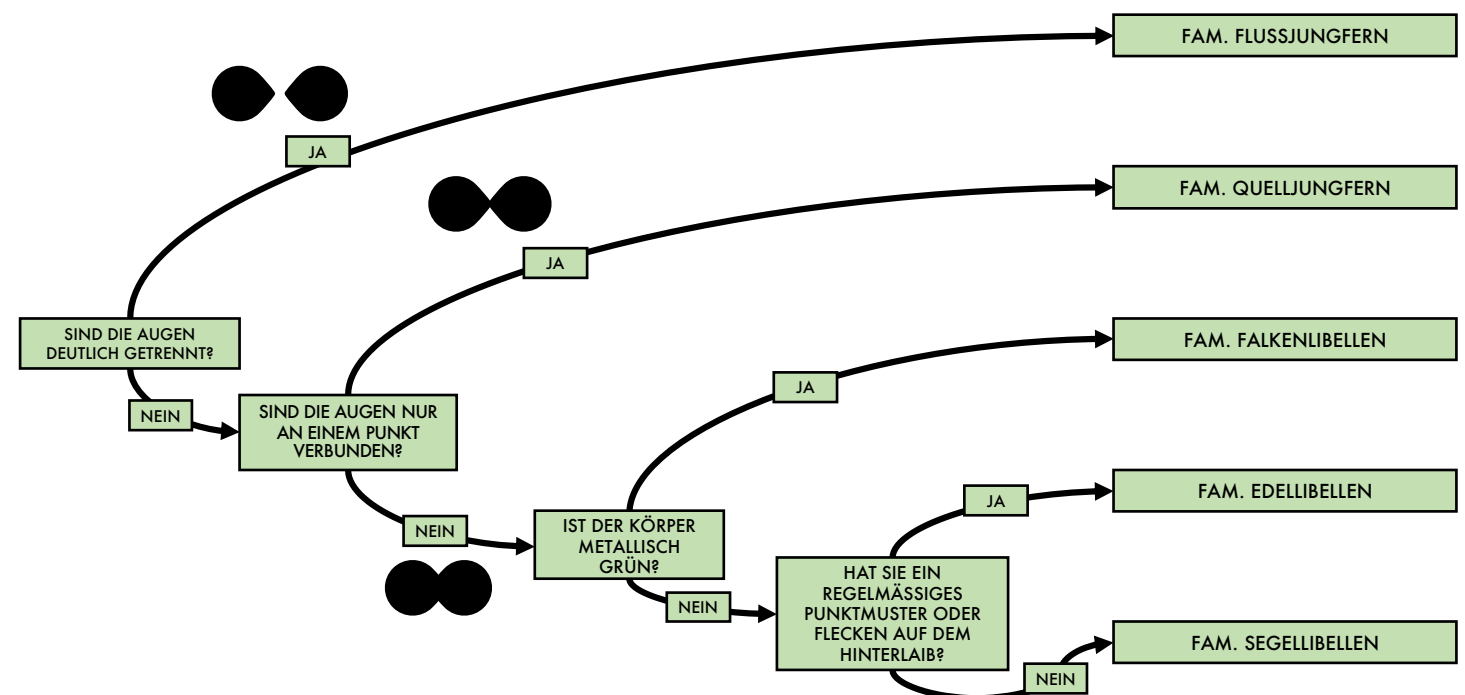 FAM. FLUSSJUNGFERN
JA
FAM. QUELLJUNGFERN
JA
SIND DIE AUGEN
DEUTLICH GETRENNT?
FAM. FALKENLIBELLEN
JA
NEIN
SIND DIE AUGEN NUR
AN EINEM PUNKT
VERBUNDEN?
FAM. EDELLIBELLEN
JA
NEIN
IST DER KÖRPER
METALLISCH
GRÜN?
NEIN
HAT SIE EIN
REGELMÄSSIGES
PUNKTMUSTER ODER
FLECKEN AUF DEM
HINTERLAIB?
FAM. SEGELLIBELLEN
NEIN